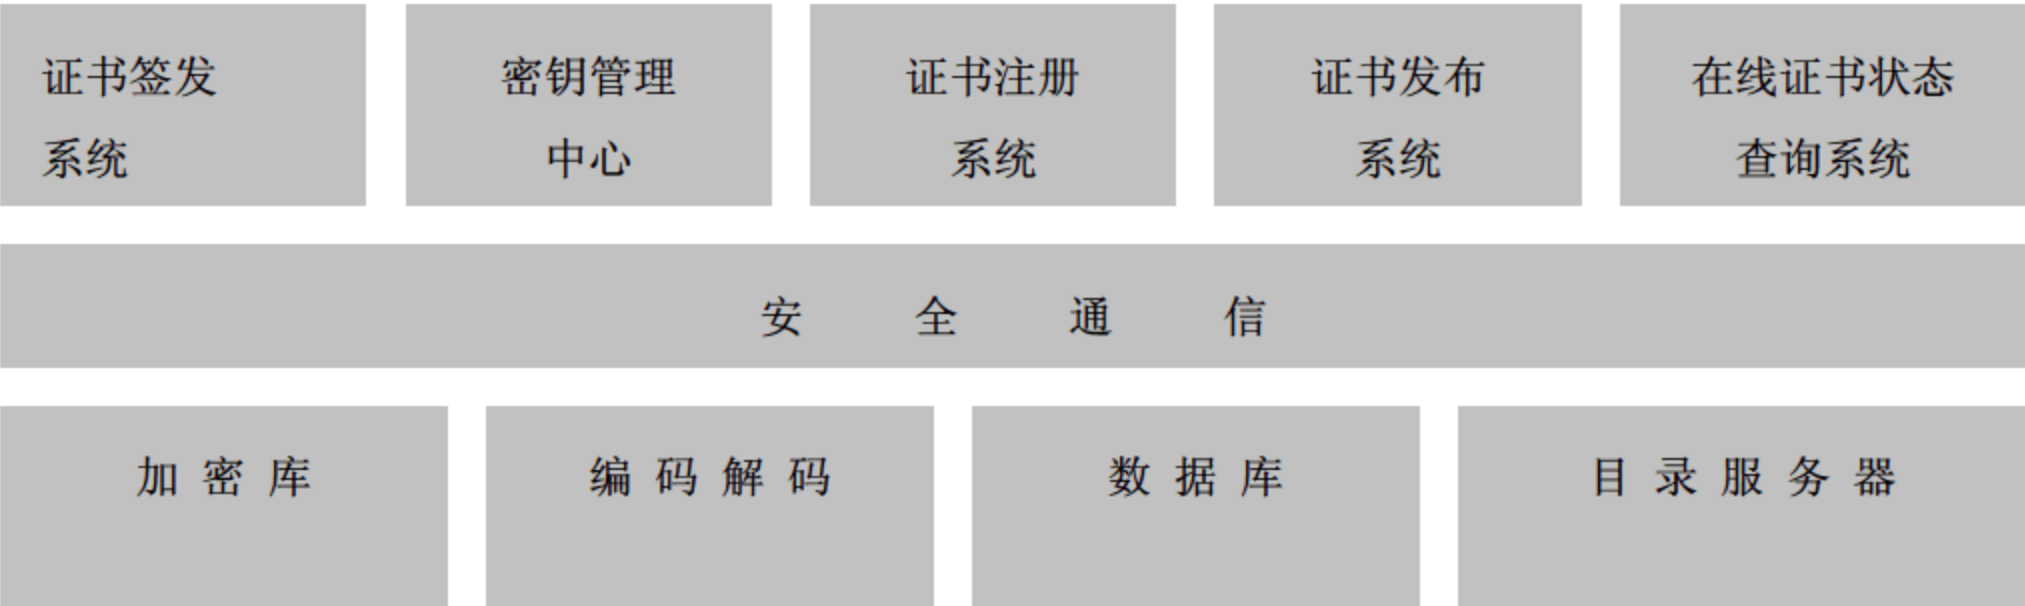 证书签发
系统
密钥管理
中心
证书注册
系统
证书发布
系统
在线证书状态
查询系统
安 全 通 信
加 密 库
编 码 解 码
数 据 库
目 录 服 务 器